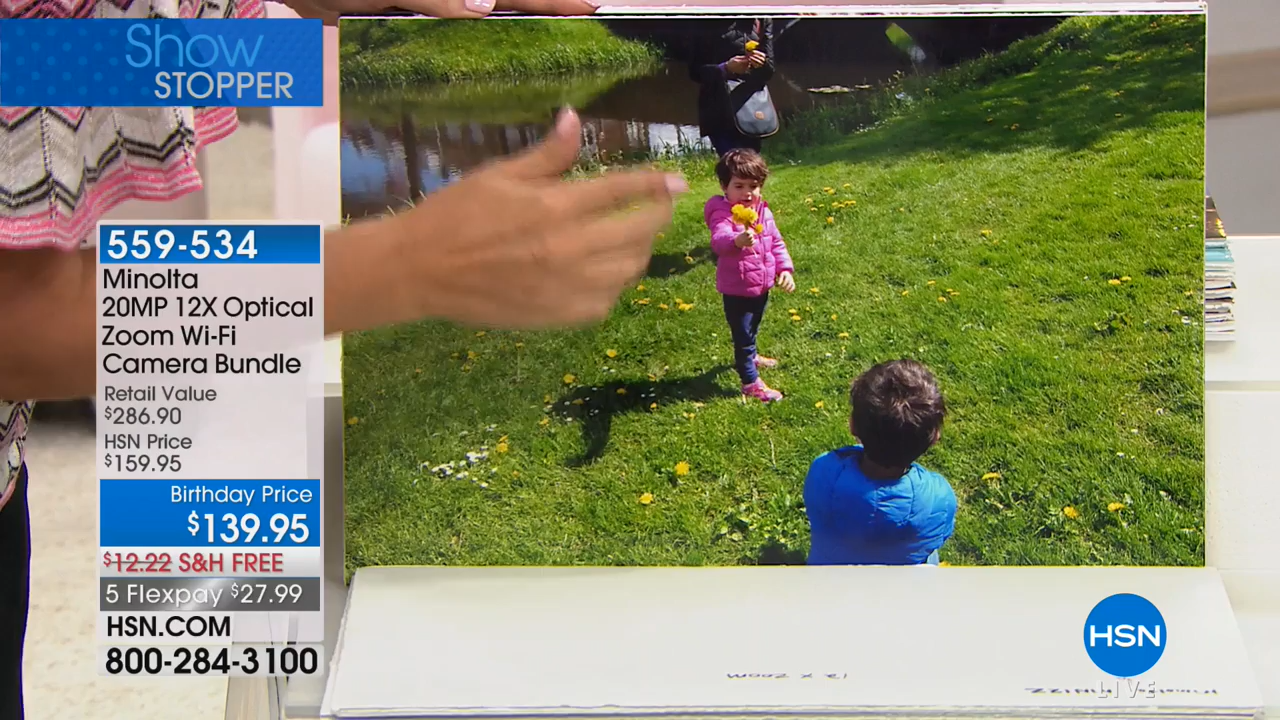 Show
STOPPER
559-534
Minolta
20MP 12X Optical
Zoom Wi-Fi
Camera Bundle
Retail Value
$286.90
HSN Price
$159.95
Birthday Price
$139.95
$12.22 S&H FREE
5 Flexpay $27.99
HSN.COM
800-284-3100
HSN
LIVE
12 x Zoom